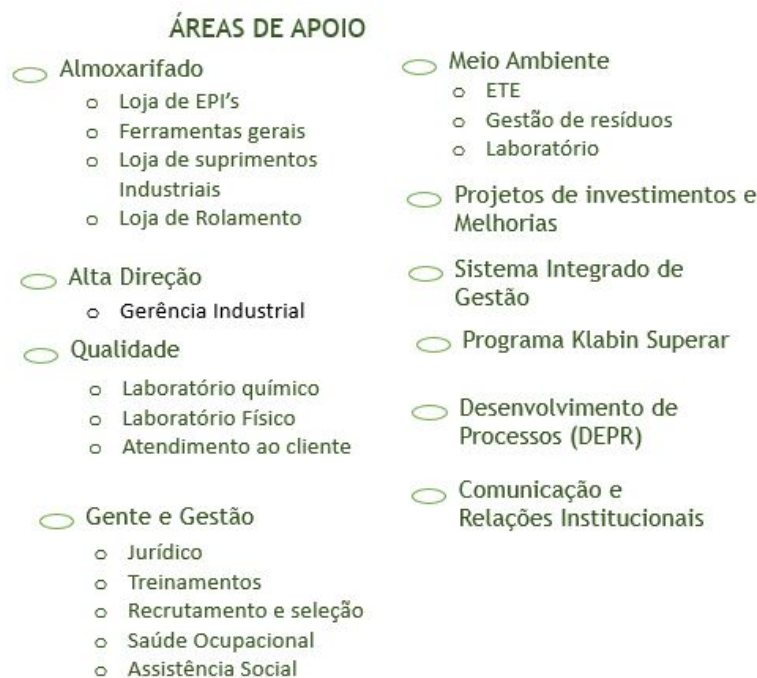 ÁREAS DE APOIO
Almoxarifado
Loja de EPI’s
Ferramentas gerais
Loja de suprimentos
Industriais
Loja de Rolamento
Alta Direção
Gerência Industrial
Qualidade
Laboratório químico
Laboratório Físico
Atendimento ao cliente
Gente e Gestão
Jurídico
Treinamentos
Recrutamento e seleção
Saúde Ocupacional
Assistência Social
Meio Ambiente
ETE
Gestão de resíduos
Laboratório
Projetos de investimentos e
Melhorias
Sistema Integrado de
Gestão
Programa Klabin Superar
Desenvolvimento de
Processos (DEPR)
Comunicação e
Relações Institucionais